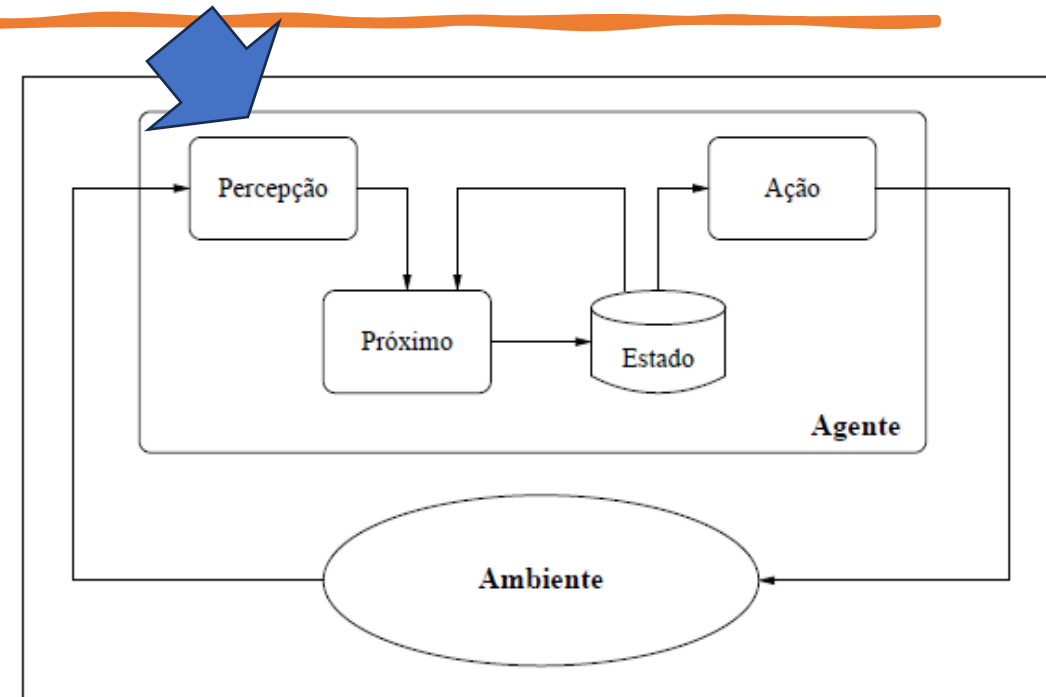 Percepção
Ação
Próximo
Estado
Agente
Ambiente